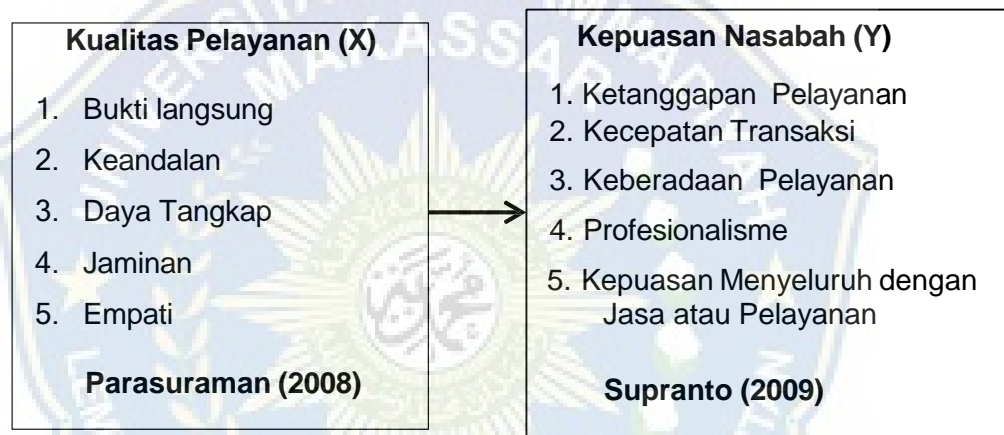 Kualitas Pelayanan (X)
1. Bukti langsung
2. Keandalan
3. Daya Tangkap
4. Jaminan
5. Empati
Parasuraman (2008)
Kepuasan Nasabah (Y)
1. Ketanggapan Pelayanan
2. Kecepatan Transaksi
3. Keberadaan Pelayanan
4. Profesionalisme
5. Kepuasan Menyeluruh dengan
Jasa atau Pelayanan
Supranto (2009)
MAKASSAR